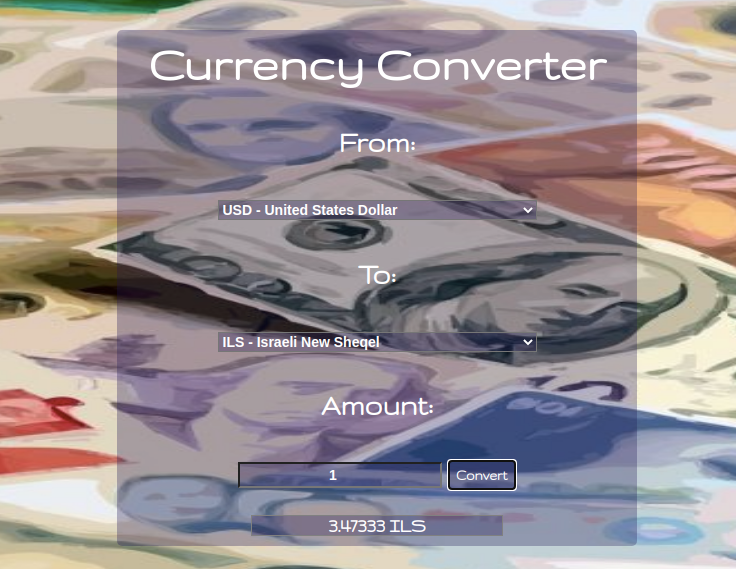 Currency Converter
From:
USD - United States Dollar
To:
ILS - Israeli New Sheqel
Amount:
1 Convert
3.47333 ILS